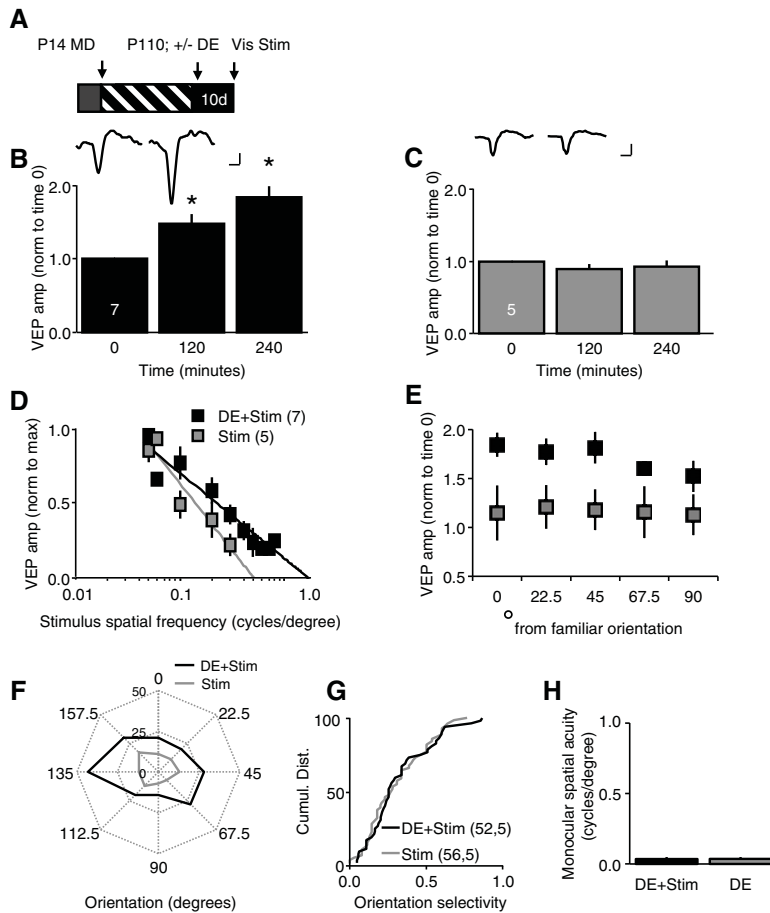 A
P14 MD
P110; +/- DE
Vis Stim
10d
B
*
*
VEP amp (norm to time 0)
2.0
1.0
0.0
7
0
120
240
Time (minutes)
C
VEP amp (norm to time 0)
2.0
1.0
0.0
5
0
120
240
Time (minutes)
D
DE+Stim (7)
Stim (5)
VEP amp (norm to max)
1.0
0.5
0.0
0.01
0.1
1.0
Stimulus spatial frequency (cycles/degree)
E
VEP amp (norm to time 0)
2.0
1.5
1.0
0.5
0
22.5
45
67.5
90
° from familiar orientation
F
DE+Stim
Stim
0
50
25
0
22.5
45
67.5
90
112.5
135
157.5
Orientation (degrees)
G
Cumul. Dist.
100
50
0
DE+Stim (52,5)
Stim (56,5)
0.0
0.5
1.0
Orientation selectivity
H
Monocular spatial acuity
(cycles/degree)
1.0
0.5
0.0
DE+Stim
DE